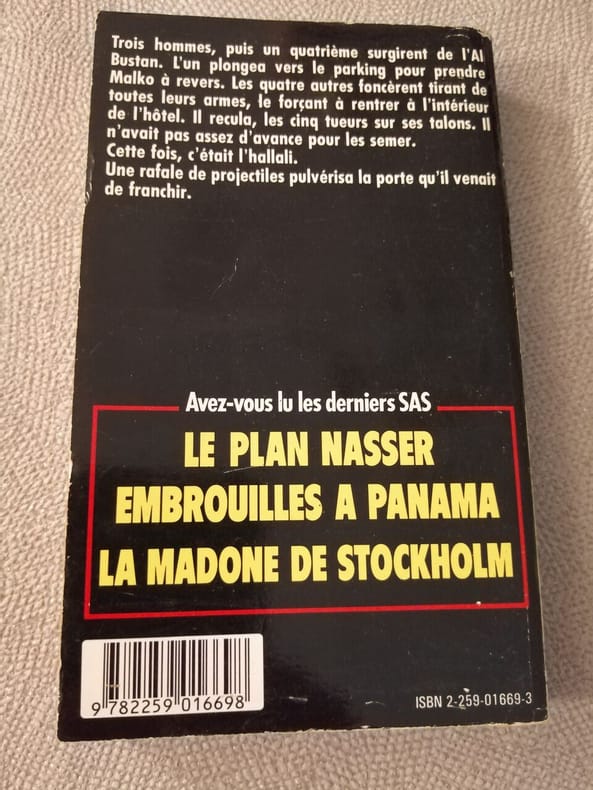 Trois hommes, puis un quatrième surgirent de l'Al
Bustan. L'un plongea vers le parking pour prendre
Malko à revers. Les quatre autres foncèrent tirant de
toutes leurs armes, le forçant à rentrer à l'intérieur
de l'hôtel. Il recula, les cinq tueurs sur ses talons. Il
n'avait pas assez d'avance pour les semer.
Cette fois, c'était l'hallali.
Une rafale de projectiles pulvérisa la porte qu'il venait
de franchir.
Avez-vous lu les derniers SAS
LE PLAN NASSER
EMBROUILLES A PANAMA
LA MADONE DE STOCKHOLM
9 782259 016698
ISBN 2-259-01669-3